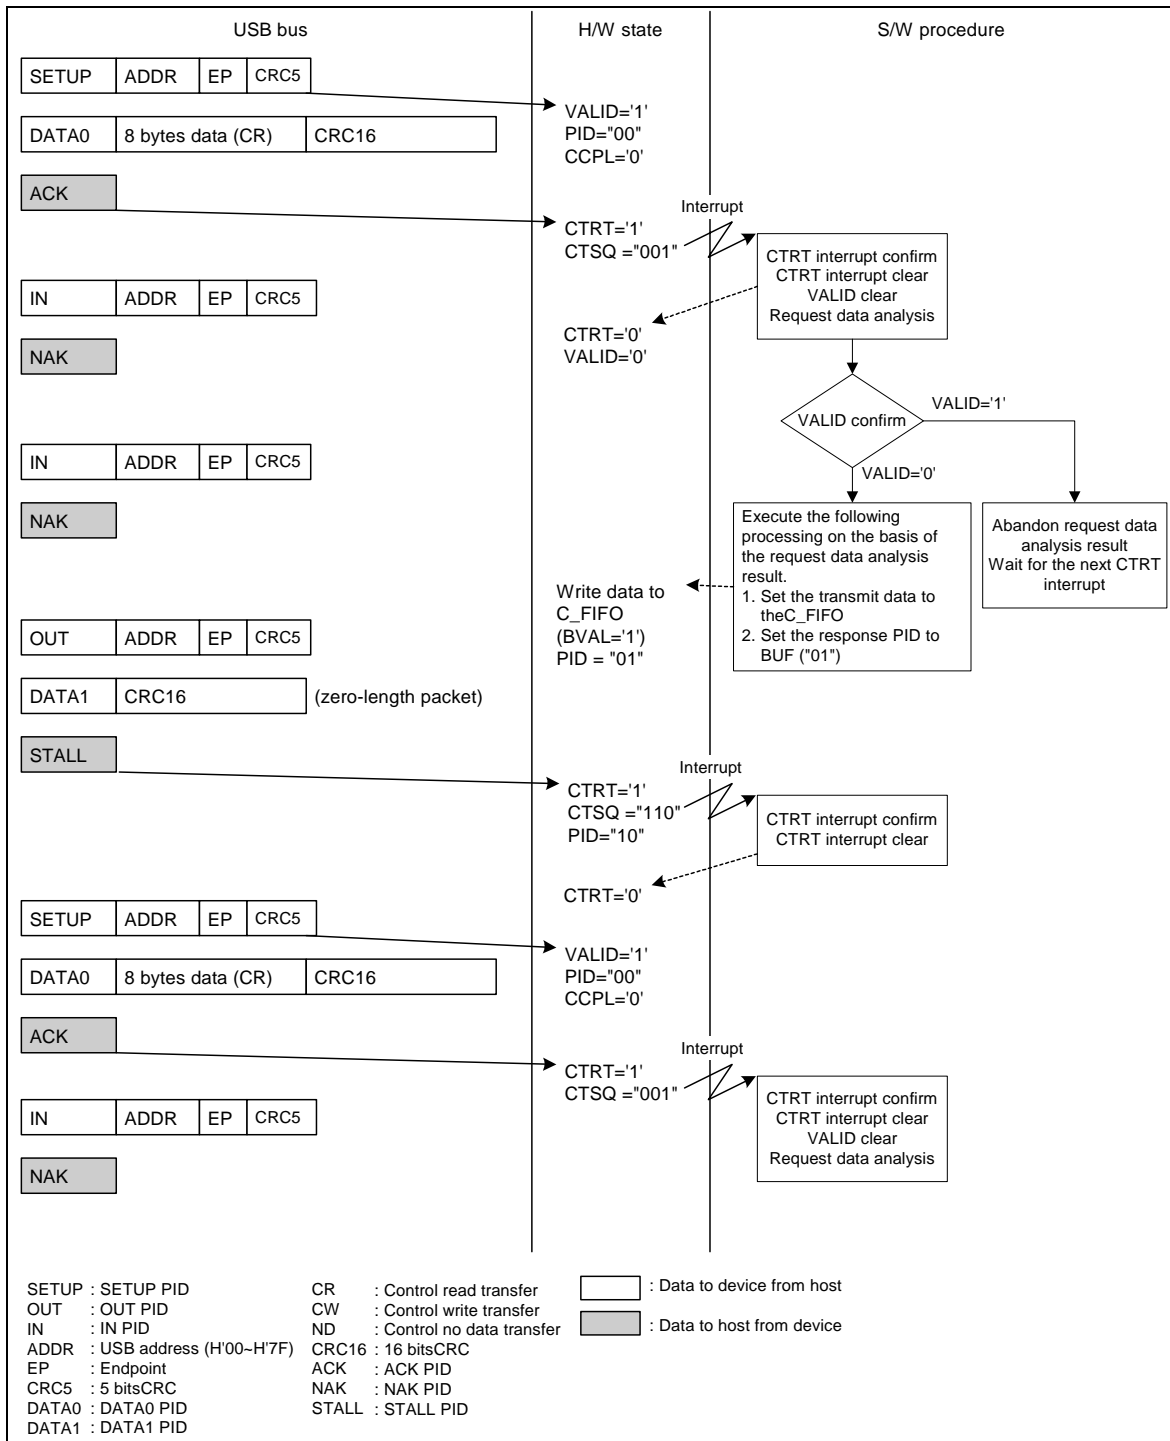 USB bus
H/W state
S/W procedure
SETUP ADDR EP CRC5
VALID='1'
PID="00"
CCPL='0'
DATA0 8 bytes data (CR) CRC16
ACK
CTRT='1'
CTSQ ="001"
Interrupt
CTRT interrupt confirm
CTRT interrupt clear
VALID clear
Request data analysis
IN ADDR EP CRC5
CTRT='0'
VALID='0'
NAK
VALID confirm
VALID='1'
VALID='0'
IN ADDR EP CRC5
NAK
Execute the following
processing on the basis of
the request data analysis
result.
1. Set the transmit data to
theC_FIFO
2. Set the response PID to
BUF ("01")
Abandon request data
analysis result
Wait for the next CTRT
interrupt
Write data to
C_FIFO
(BVAL='1')
PID = "01"
OUT ADDR EP CRC5
DATA1 CRC16 (zero-length packet)
STALL
CTRT='1'
CTSQ ="110"
PID="10"
Interrupt
CTRT interrupt confirm
CTRT interrupt clear
CTRT='0'
SETUP ADDR EP CRC5
VALID='1'
PID="00"
CCPL='0'
DATA0 8 bytes data (CR) CRC16
ACK
CTRT='1'
CTSQ ="001"
Interrupt
CTRT interrupt confirm
CTRT interrupt clear
VALID clear
Request data analysis
IN ADDR EP CRC5
NAK
SETUP : SETUP PID
OUT : OUT PID
IN : IN PID
ADDR : USB address (H'00~H'7F)
EP : Endpoint
CRC5 : 5 bitsCRC
DATA0 : DATA0 PID
DATA1 : DATA1 PID
CR : Control read transfer
CW : Control write transfer
ND : Control no data transfer
CRC16 : 16 bitsCRC
ACK : ACK PID
NAK : NAK PID
STALL : STALL PID
: Data to device from host
: Data to host from device